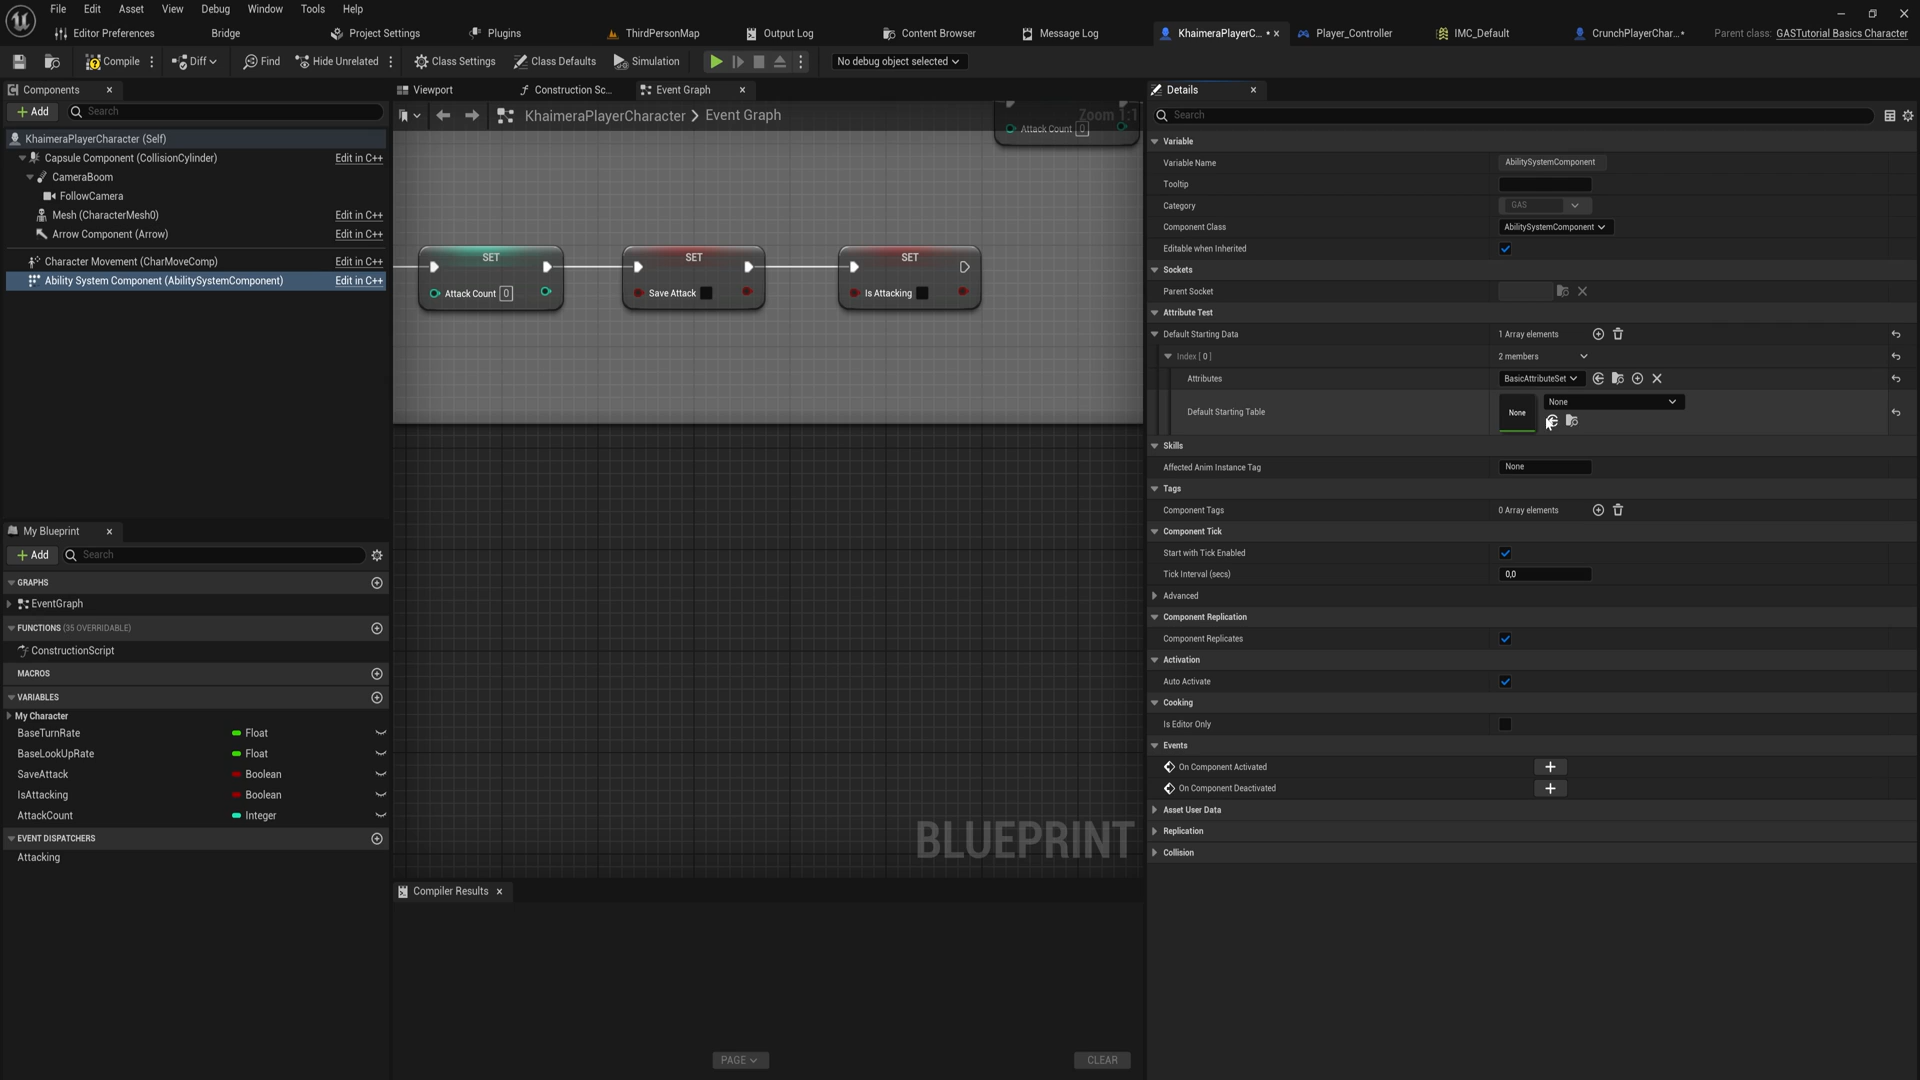 File Edit Asset View Debug Window Tools Help
Editor Preferences Bridge Project Settings Plugins ThirdPersonMap Output Log Content Browser Message Log KhaimeraPlayerC... • Player_Controller IMC_Default CrunchPlayerChar...• Parent class: GASTutorial Basics Character
Compile Diff Find Hide Unrelated Class Settings Class Defaults Simulation No debug object selected
Components
Add Search
KhaimeraPlayerCharacter (Self)
Capsule Component (CollisionCylinder) Edit in C++
CameraBoom
FollowCamera
Mesh (CharacterMesh0) Edit in C++
Arrow Component (Arrow) Edit in C++
Character Movement (CharMoveComp) Edit in C++
Ability System Component (AbilitySystemComponent) Edit in C++
My Blueprint
Add Search
GRAPHS
EventGraph
FUNCTIONS (35 OVERRIDABLE)
ConstructionScript
MACROS
VARIABLES
My Character
BaseTurnRate Float
BaseLookUpRate Float
SaveAttack Boolean
IsAttacking Boolean
AttackCount Integer
EVENT DISPATCHERS
Attacking
Viewport Construction Sc... Event Graph
KhaimeraPlayerCharacter > Event Graph Zoom 1:1
Attack Count 0
SET SET SET
Attack Count 0 Save Attack Is Attacking
BLUEPRINT
Compiler Results
PAGE CLEAR
Details
Search
Variable
Variable Name AbilitySystemComponent
Tooltip
Category GAS
Component Class AbilitySystemComponent
Editable when Inherited
Sockets
Parent Socket
Attribute Test
Default Starting Data 1 Array elements
Index [ 0 ] 2 members
Attributes BasicAttributeSet
Default Starting Table None None
Skills
Affected Anim Instance Tag None
Tags
Component Tags 0 Array elements
Component Tick
Start with Tick Enabled
Tick Interval (secs) 0,0
Advanced
Component Replication
Component Replicates
Activation
Auto Activate
Cooking
Is Editor Only
Events
On Component Activated +
On Component Deactivated +
Asset User Data
Replication
Collision